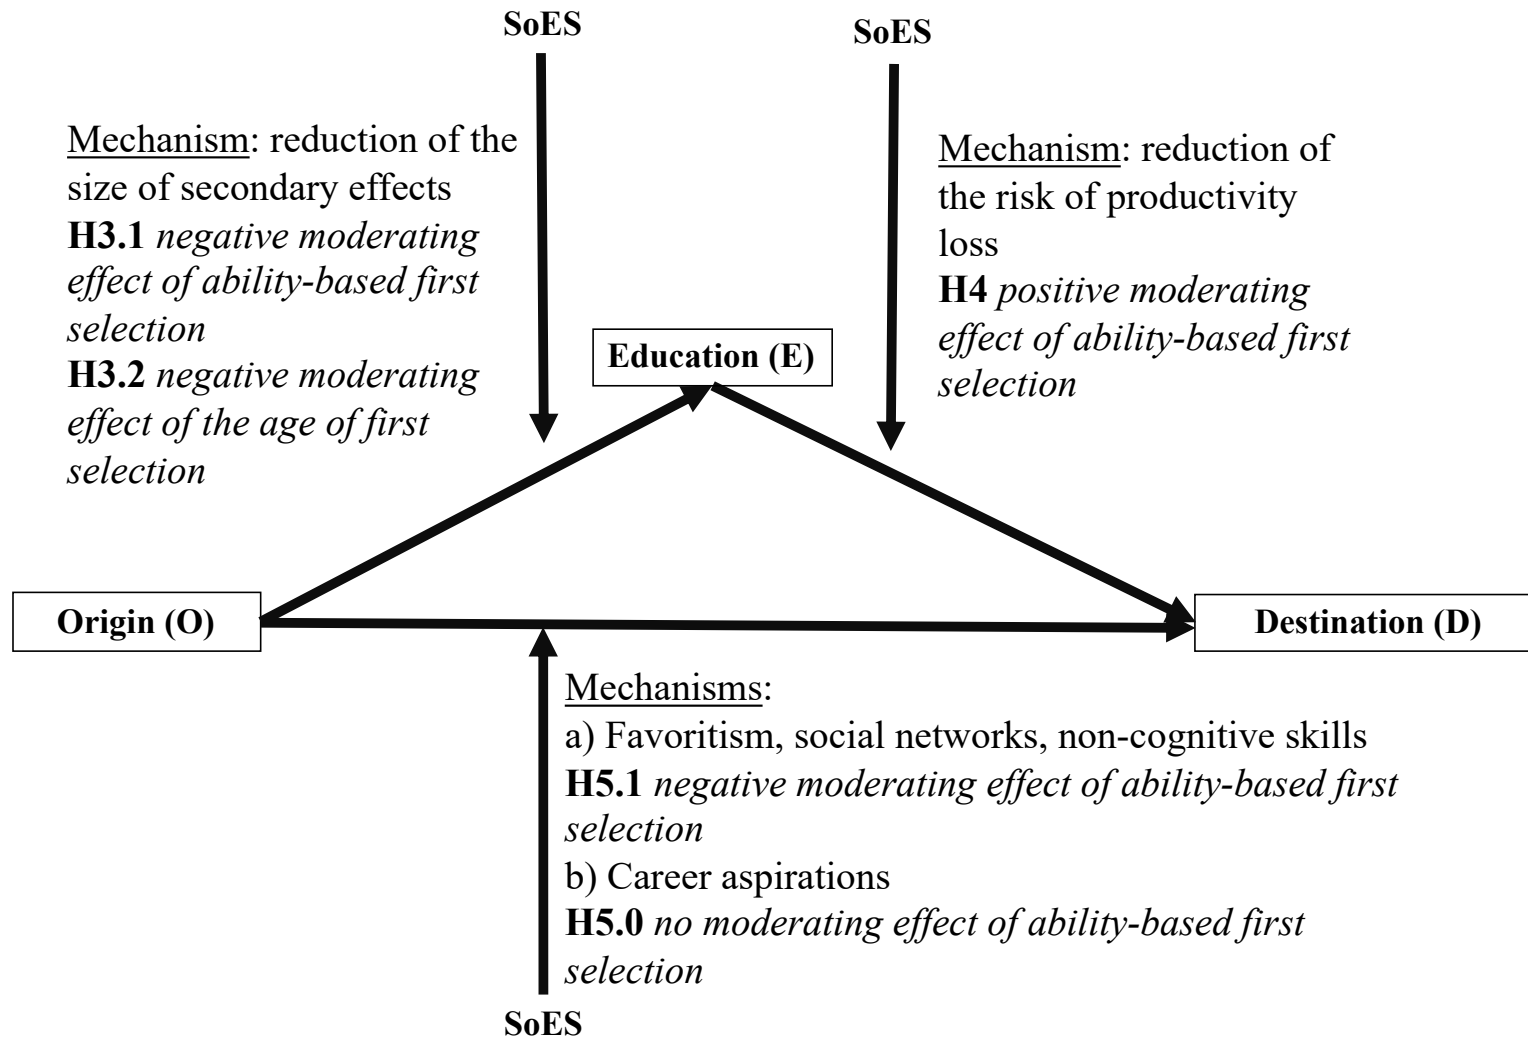 SoES
SoES
Mechanism: reduction of the
size of secondary effects
H3.1 negative moderating
effect of ability-based first
selection
H3.2 negative moderating
effect of the age of first
selection
Mechanism: reduction of
the risk of productivity
loss
H4 positive moderating
effect of ability-based first
selection
Education (E)
Origin (O)
Destination (D)
Mechanisms:
a) Favoritism, social networks, non-cognitive skills
H5.1 negative moderating effect of ability-based first
selection
b) Career aspirations
H5.0 no moderating effect of ability-based first
selection
SoES